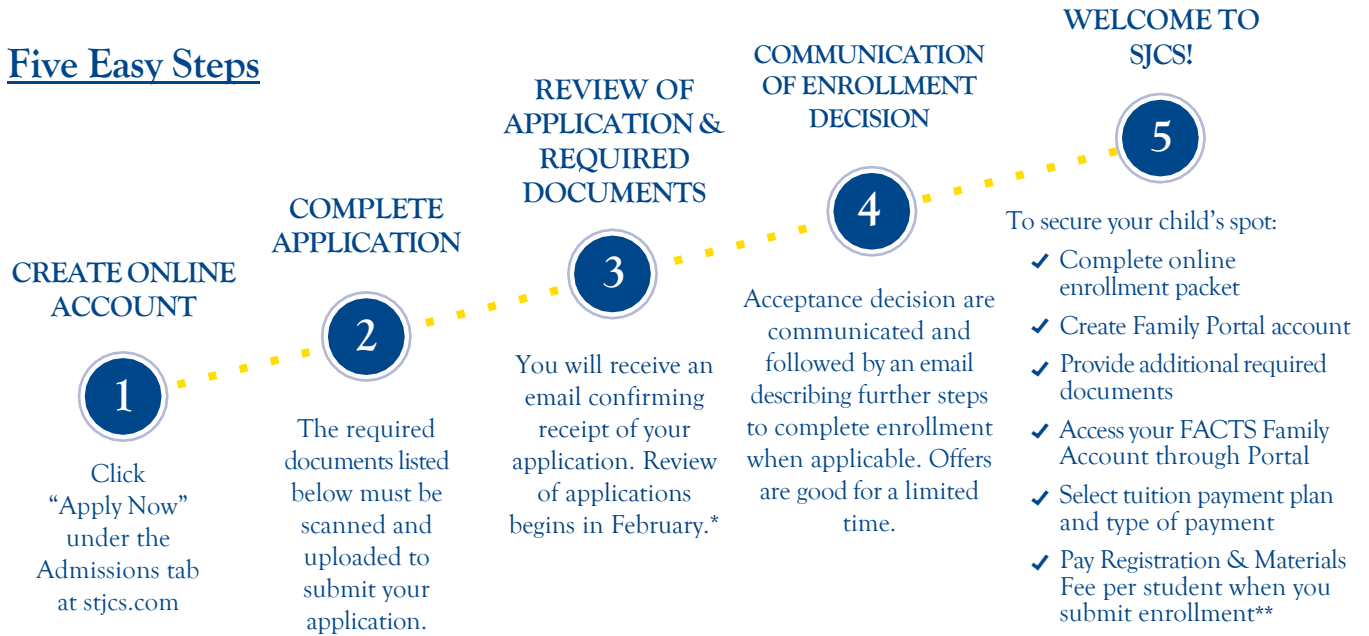 Five Easy Steps
CREATE ONLINE
ACCOUNT
1
Click
“Apply Now”
under the
Admissions tab
at stjcs.com
COMPLETE
APPLICATION
2
The required
documents listed
below must be
scanned and
uploaded to
submit your
application.
REVIEW OF
APPLICATION &
REQUIRED
DOCUMENTS
3
You will receive an
email confirming
receipt of your
application. Review
of applications
begins in February.*
COMMUNICATION
OF ENROLLMENT
DECISION
4
Acceptance decision are
communicated and
followed by an email
describing further steps
to complete enrollment
when applicable. Offers
are good for a limited
time.
WELCOME TO
SJCS!
5
To secure your child’s spot:
✓ Complete online
enrollment packet
✓ Create Family Portal account
✓ Provide additional required
documents
✓ Access your FACTS Family
Account through Portal
✓ Select tuition payment plan
and type of payment
✓ Pay Registration & Materials
Fee per student when you
submit enrollment**